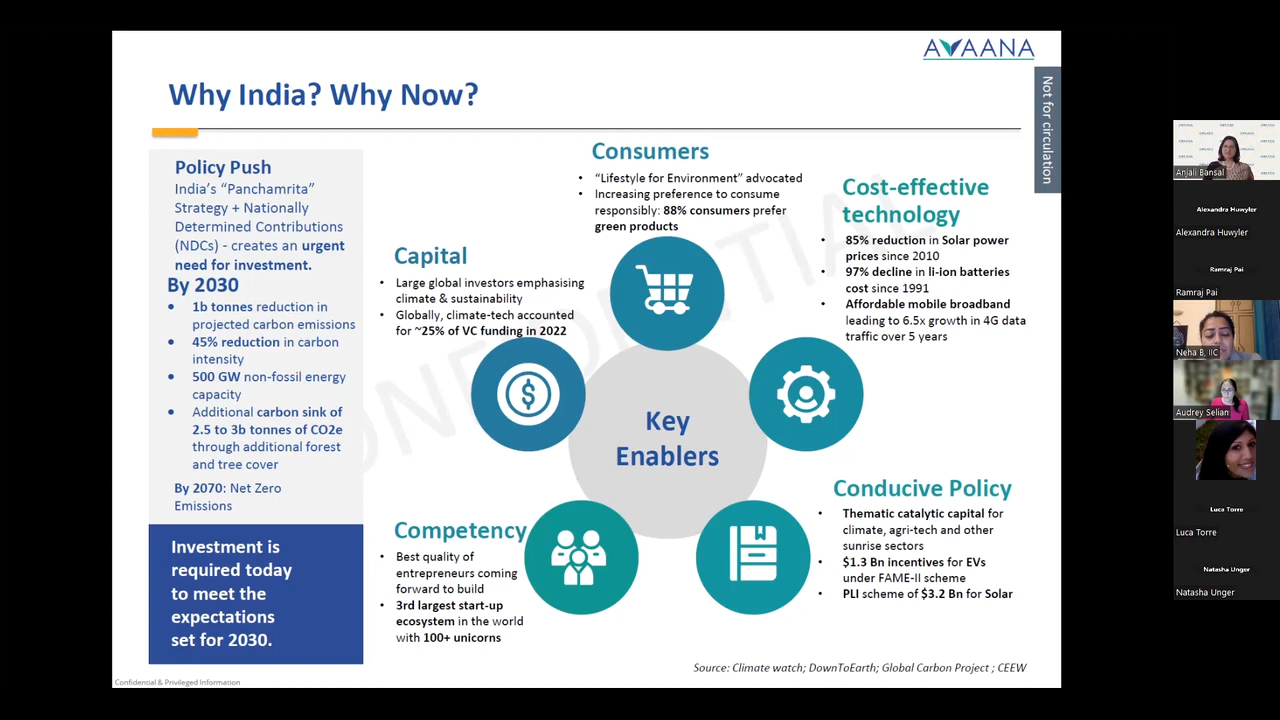 AVAANA
Not for circulation
Why India? Why Now?
Policy Push
India's "Panchamrita"
Strategy + Nationally
Determined Contributions
(NDCs) - creates an urgent
need for investment.
By 2030
• 1b tonnes reduction in
projected carbon emissions
• 45% reduction in carbon
intensity
• 500 GW non-fossil energy
capacity
• Additional carbon sink of
2.5 to 3b tonnes of CO2e
through additional forest
and tree cover
By 2070: Net Zero
Emissions
Investment is
required today
to meet the
expectations
set for 2030.
Consumers
• "Lifestyle for Environment" advocated
• Increasing preference to consume
responsibly: 88% consumers prefer
green products
Capital
• Large global investors emphasising
climate & sustainability
• Globally, climate-tech accounted
for ~25% of VC funding in 2022
Cost-effective
technology
• 85% reduction in Solar power
prices since 2010
• 97% decline in li-ion batteries
cost since 1991
• Affordable mobile broadband
leading to 6.5x growth in 4G data
traffic over 5 years
Key
Enablers
Competency
• Best quality of
entrepreneurs coming
forward to build
• 3rd largest start-up
ecosystem in the world
with 100+ unicorns
Conducive Policy
• Thematic catalytic capital for
climate, agri-tech and other
sunrise sectors
• $1.3 Bn incentives for EVs
under FAME-II scheme
• PLI scheme of $3.2 Bn for Solar
Source: Climate watch; DownToEarth; Global Carbon Project ; CEEW
Confidential & Privileged Information
CONFIDENTIAL
Anjali Bansal
Alexandra Huwyler
Alexandra Huwyler
Ramraj Pai
Ramraj Pai
Neha B, IIC
Audrey Selian
Luca Torre
Luca Torre
Natasha Unger
Natasha Unger